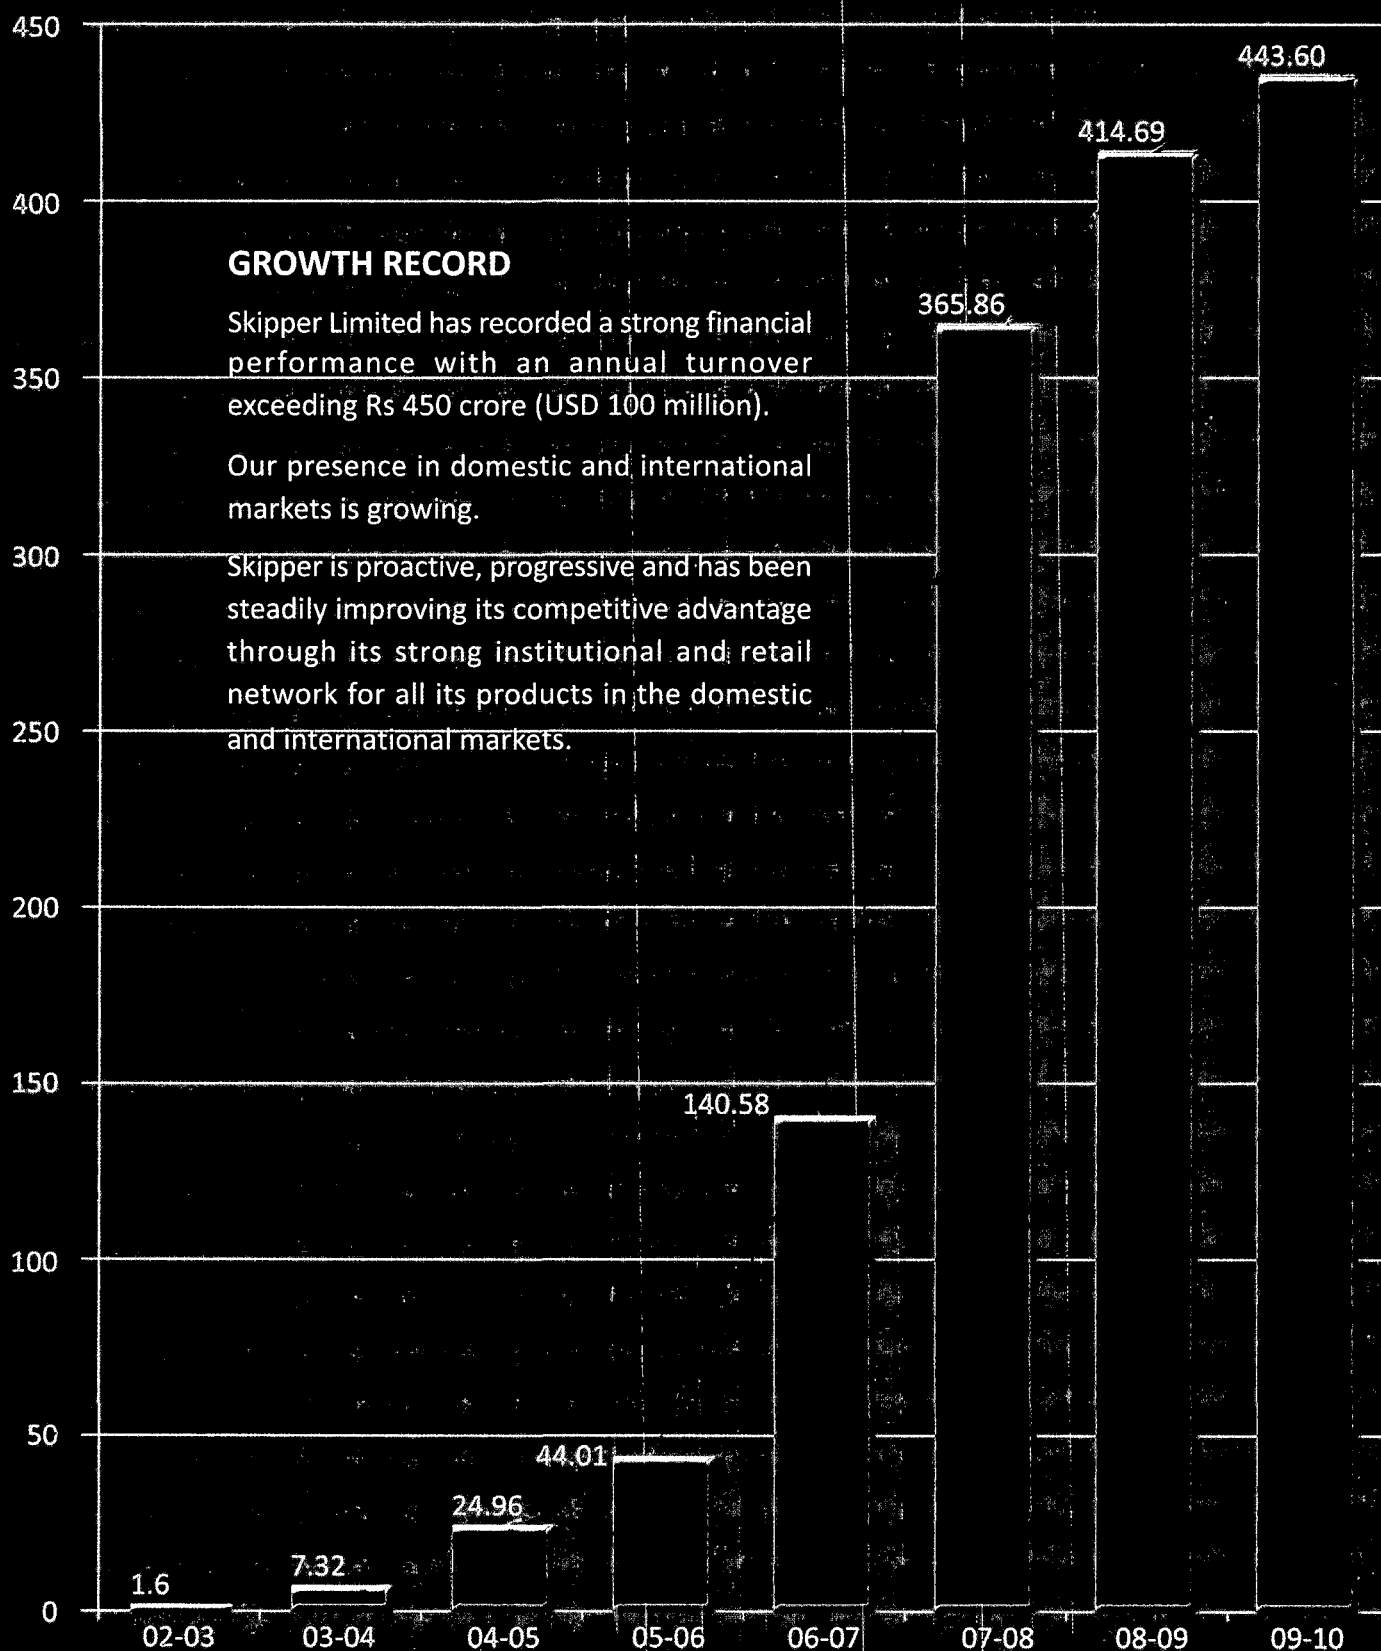 450
443.60
414.69
400
GROWTH RECORD
365.86
Skipper Limited has recorded a strong financial
performance with an annual turnover
350
exceeding Rs 450 crore (USD 100 million).
Our presence in domestic and international
markets is growing.
300
Skipper is proactive, progressive and has been
steadily improving its competitive advantage
through its strong institutional and retail
network for all its products in the domestic
250
and international markets.
200
150
140.58
100
50
44.01
24.96
7.32
1.6
0
02-03 03-04 04-05 05-06 06-07 07-08 08-09 09-10